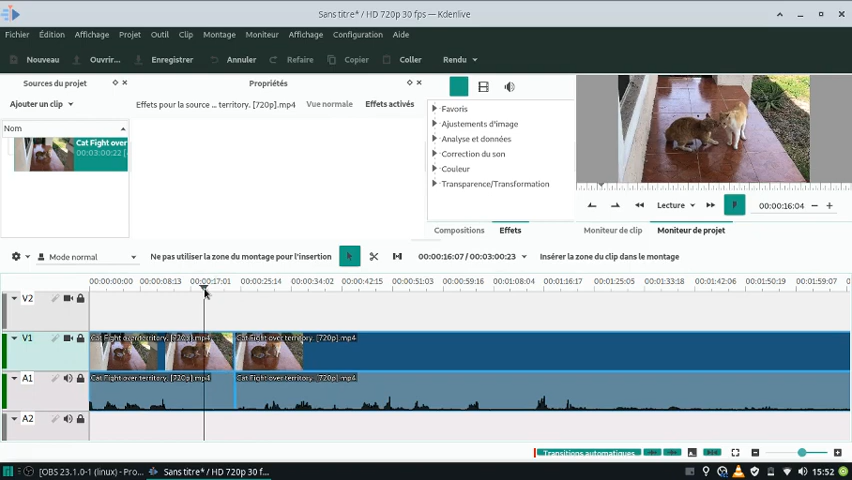 Sans titre* / HD 720p 30 fps — Kdenlive
Fichier Édition Affichage Projet Outil Clip Montage Moniteur Affichage Configuration Aide
Nouveau Ouvrir... Enregistrer Annuler Refaire Copier Coller Rendu
Sources du projet Propriétés
Ajouter un clip Effets pour la source ... territory. [720p].mp4 Vue normale Effets activés
Nom
Cat Fight over
00:03:00:22
Favoris
Ajustements d'image
Analyse et données
Correction du son
Couleur
Transparence/Transformation
Lecture 00:00:16:04
Compositions Effets Moniteur de clip Moniteur de projet
Mode normal Ne pas utiliser la zone du montage pour l'insertion 00:00:16:07 / 00:03:00:23 Insérer la zone du clip dans le montage
00:00:00:00 00:00:08:13 00:00:17:01 00:00:25:14 00:00:34:02 00:00:42:15 00:00:51:03 00:00:59:16 00:01:08:04 00:01:16:17 00:01:25:05 00:01:33:18 00:01:42:06 00:01:50:19 00:01:59:07
V2
V1 Cat Fight over territory. [720p].mp4 Cat Fight over territory. [720p].mp4
A1 Cat Fight over territory. [720p].mp4 Cat Fight over territory. [720p].mp4
A2
Transitions automatiques
[OBS 23.1.0-1 (linux) - Pro... Sans titre* / HD 720p 30 f... 15:52